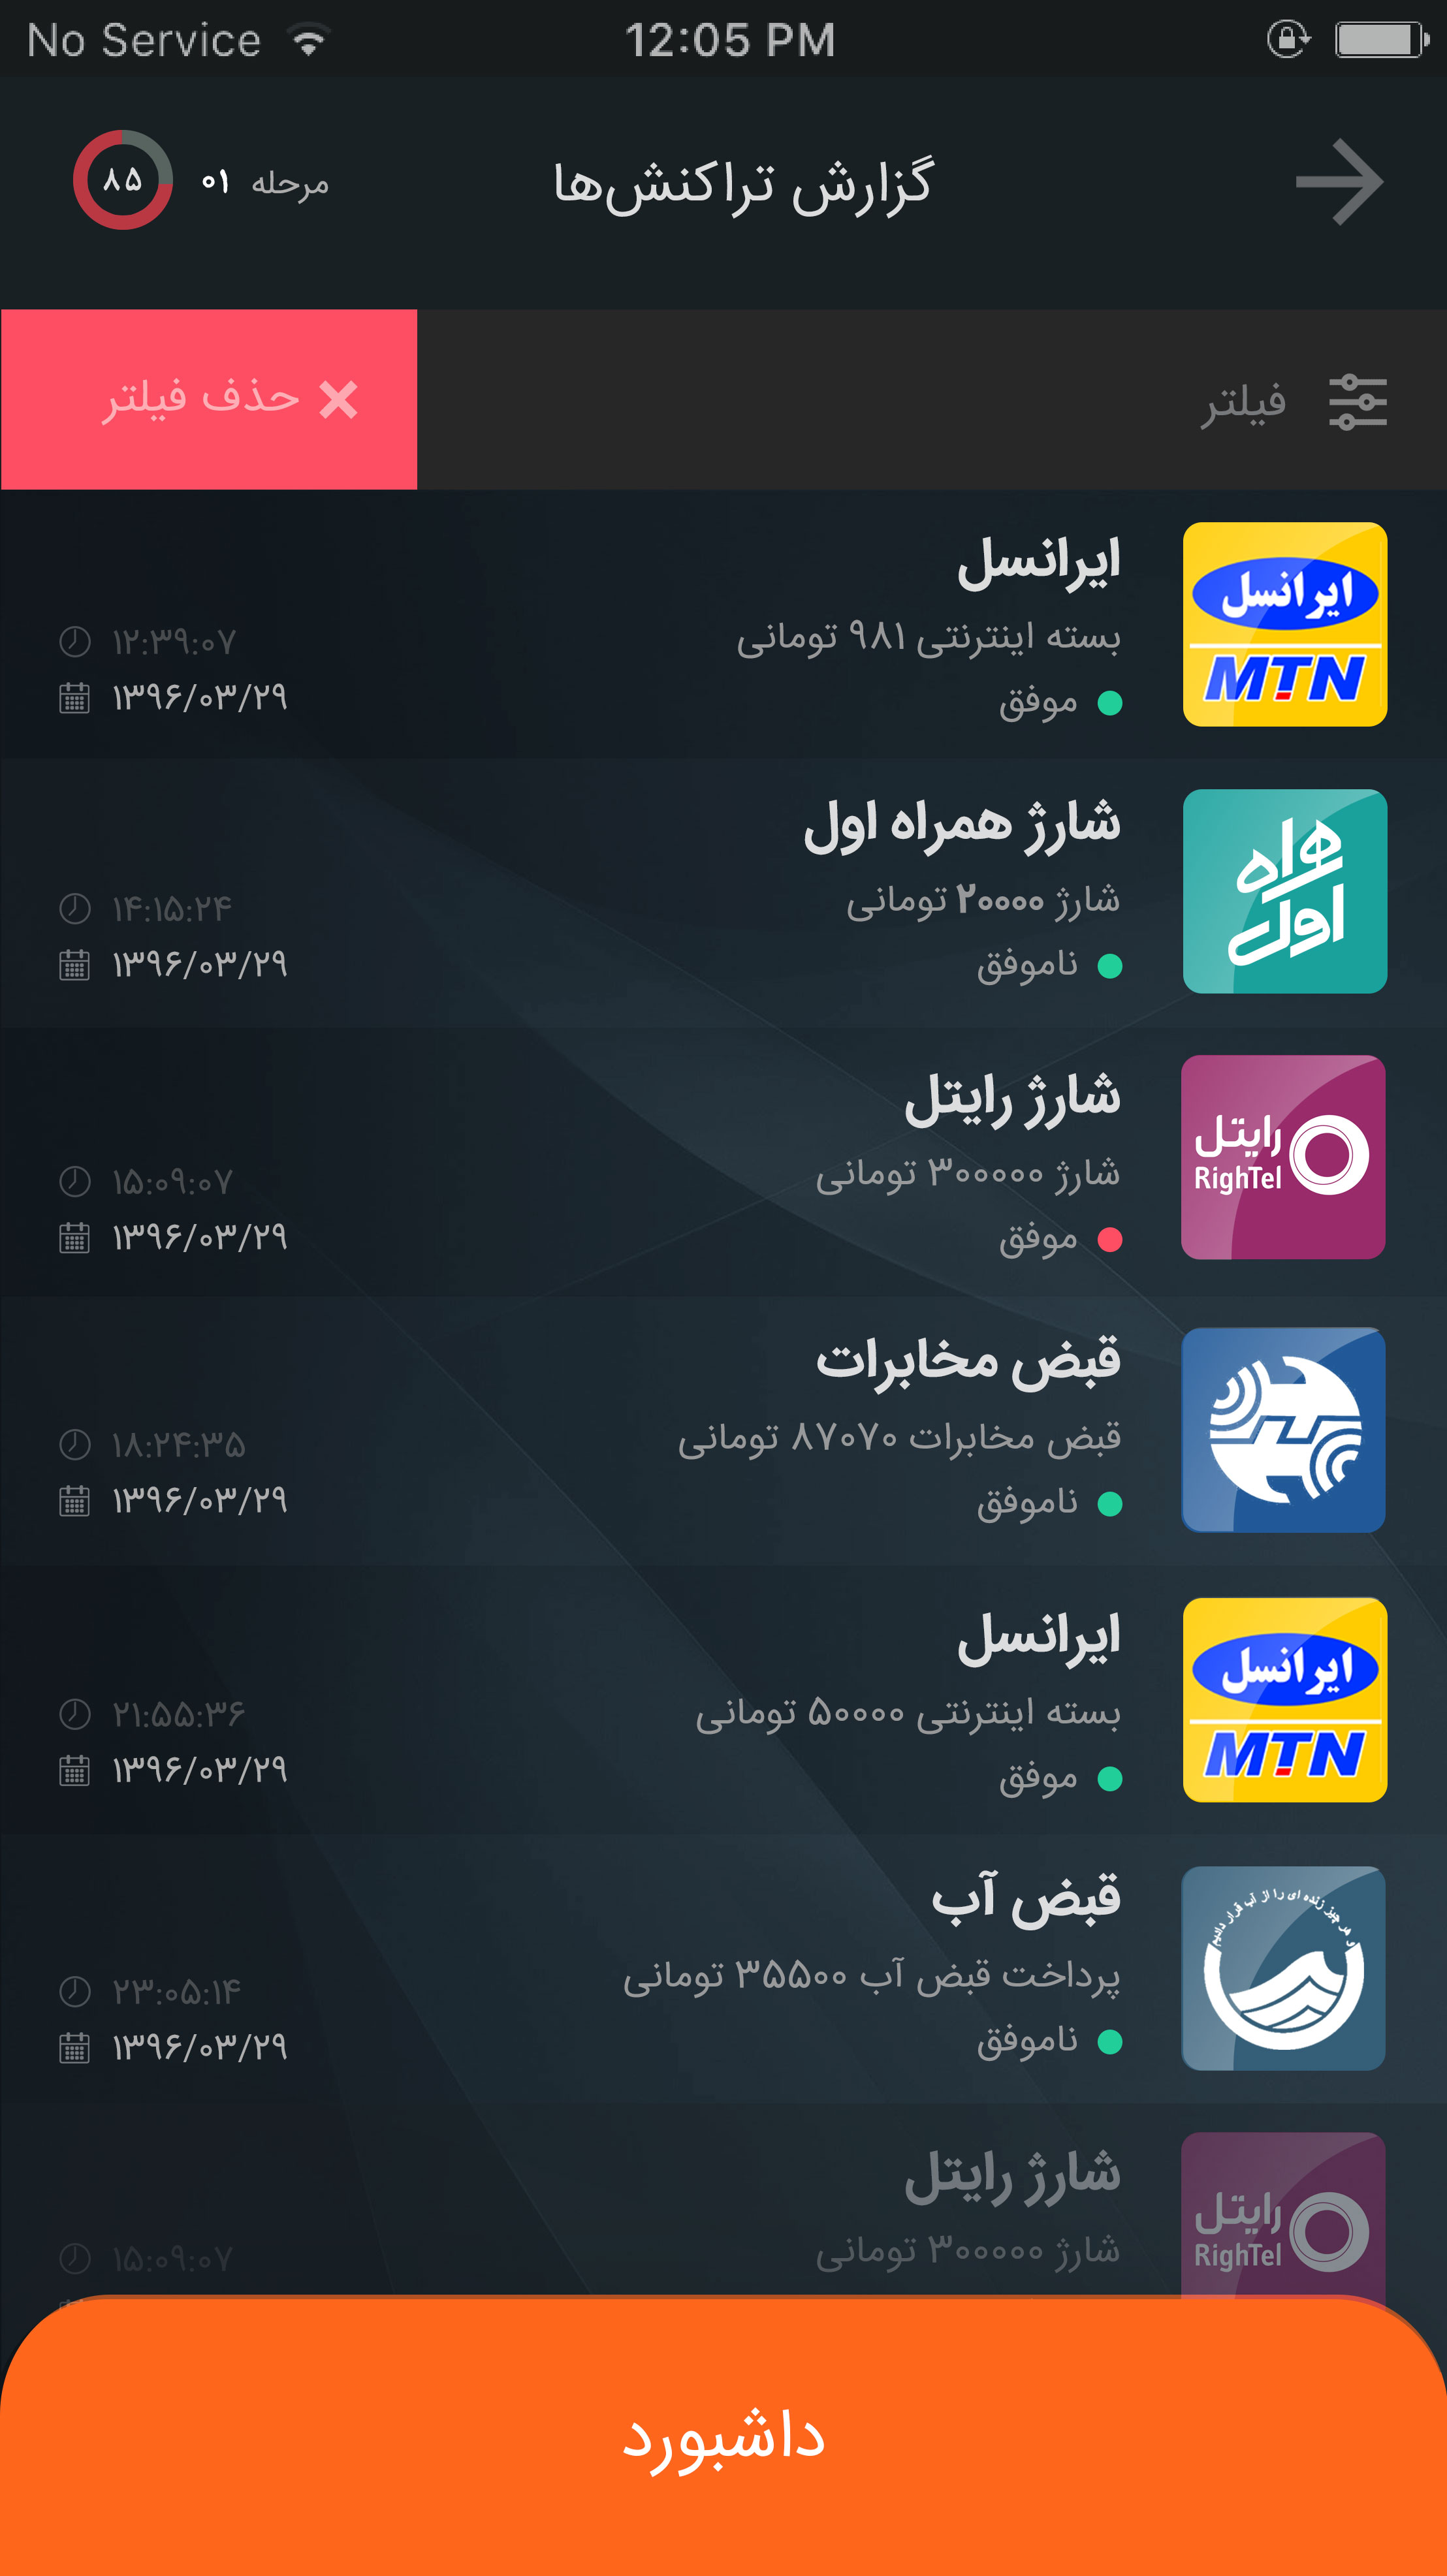 No Service 12:05 PM
گزارش تراکنش‌ها
مرحله ۰۱ ۸۵
فیلتر
حذف فیلتر
ایرانسل
بسته اینترنتی ۹۸۱ تومانی
موفق
۱۲:۳۹:۰۷
۱۳۹۶/۰۳/۲۹
ایرانسل
MTN
شارژ همراه اول
شارژ ۲۰۰۰۰ تومانی
ناموفق
۱۴:۱۵:۲۴
۱۳۹۶/۰۳/۲۹
همراه اول
شارژ رایتل
شارژ ۳۰۰۰۰۰ تومانی
موفق
۱۵:۰۹:۰۷
۱۳۹۶/۰۳/۲۹
رایتل
RighTel
قبض مخابرات
قبض مخابرات ۸۷۰۷۰ تومانی
ناموفق
۱۸:۲۴:۳۵
۱۳۹۶/۰۳/۲۹
ایرانسل
بسته اینترنتی ۵۰۰۰۰ تومانی
موفق
۲۱:۵۵:۳۶
۱۳۹۶/۰۳/۲۹
ایرانسل
MTN
قبض آب
پرداخت قبض آب ۳۵۵۰۰ تومانی
ناموفق
۲۳:۰۵:۱۴
۱۳۹۶/۰۳/۲۹
و هر چیز زنده ای را از آب قرار دادیم
شارژ رایتل
شارژ ۳۰۰۰۰۰ تومانی
۱۵:۰۹:۰۷
رایتل
RighTel
داشبورد